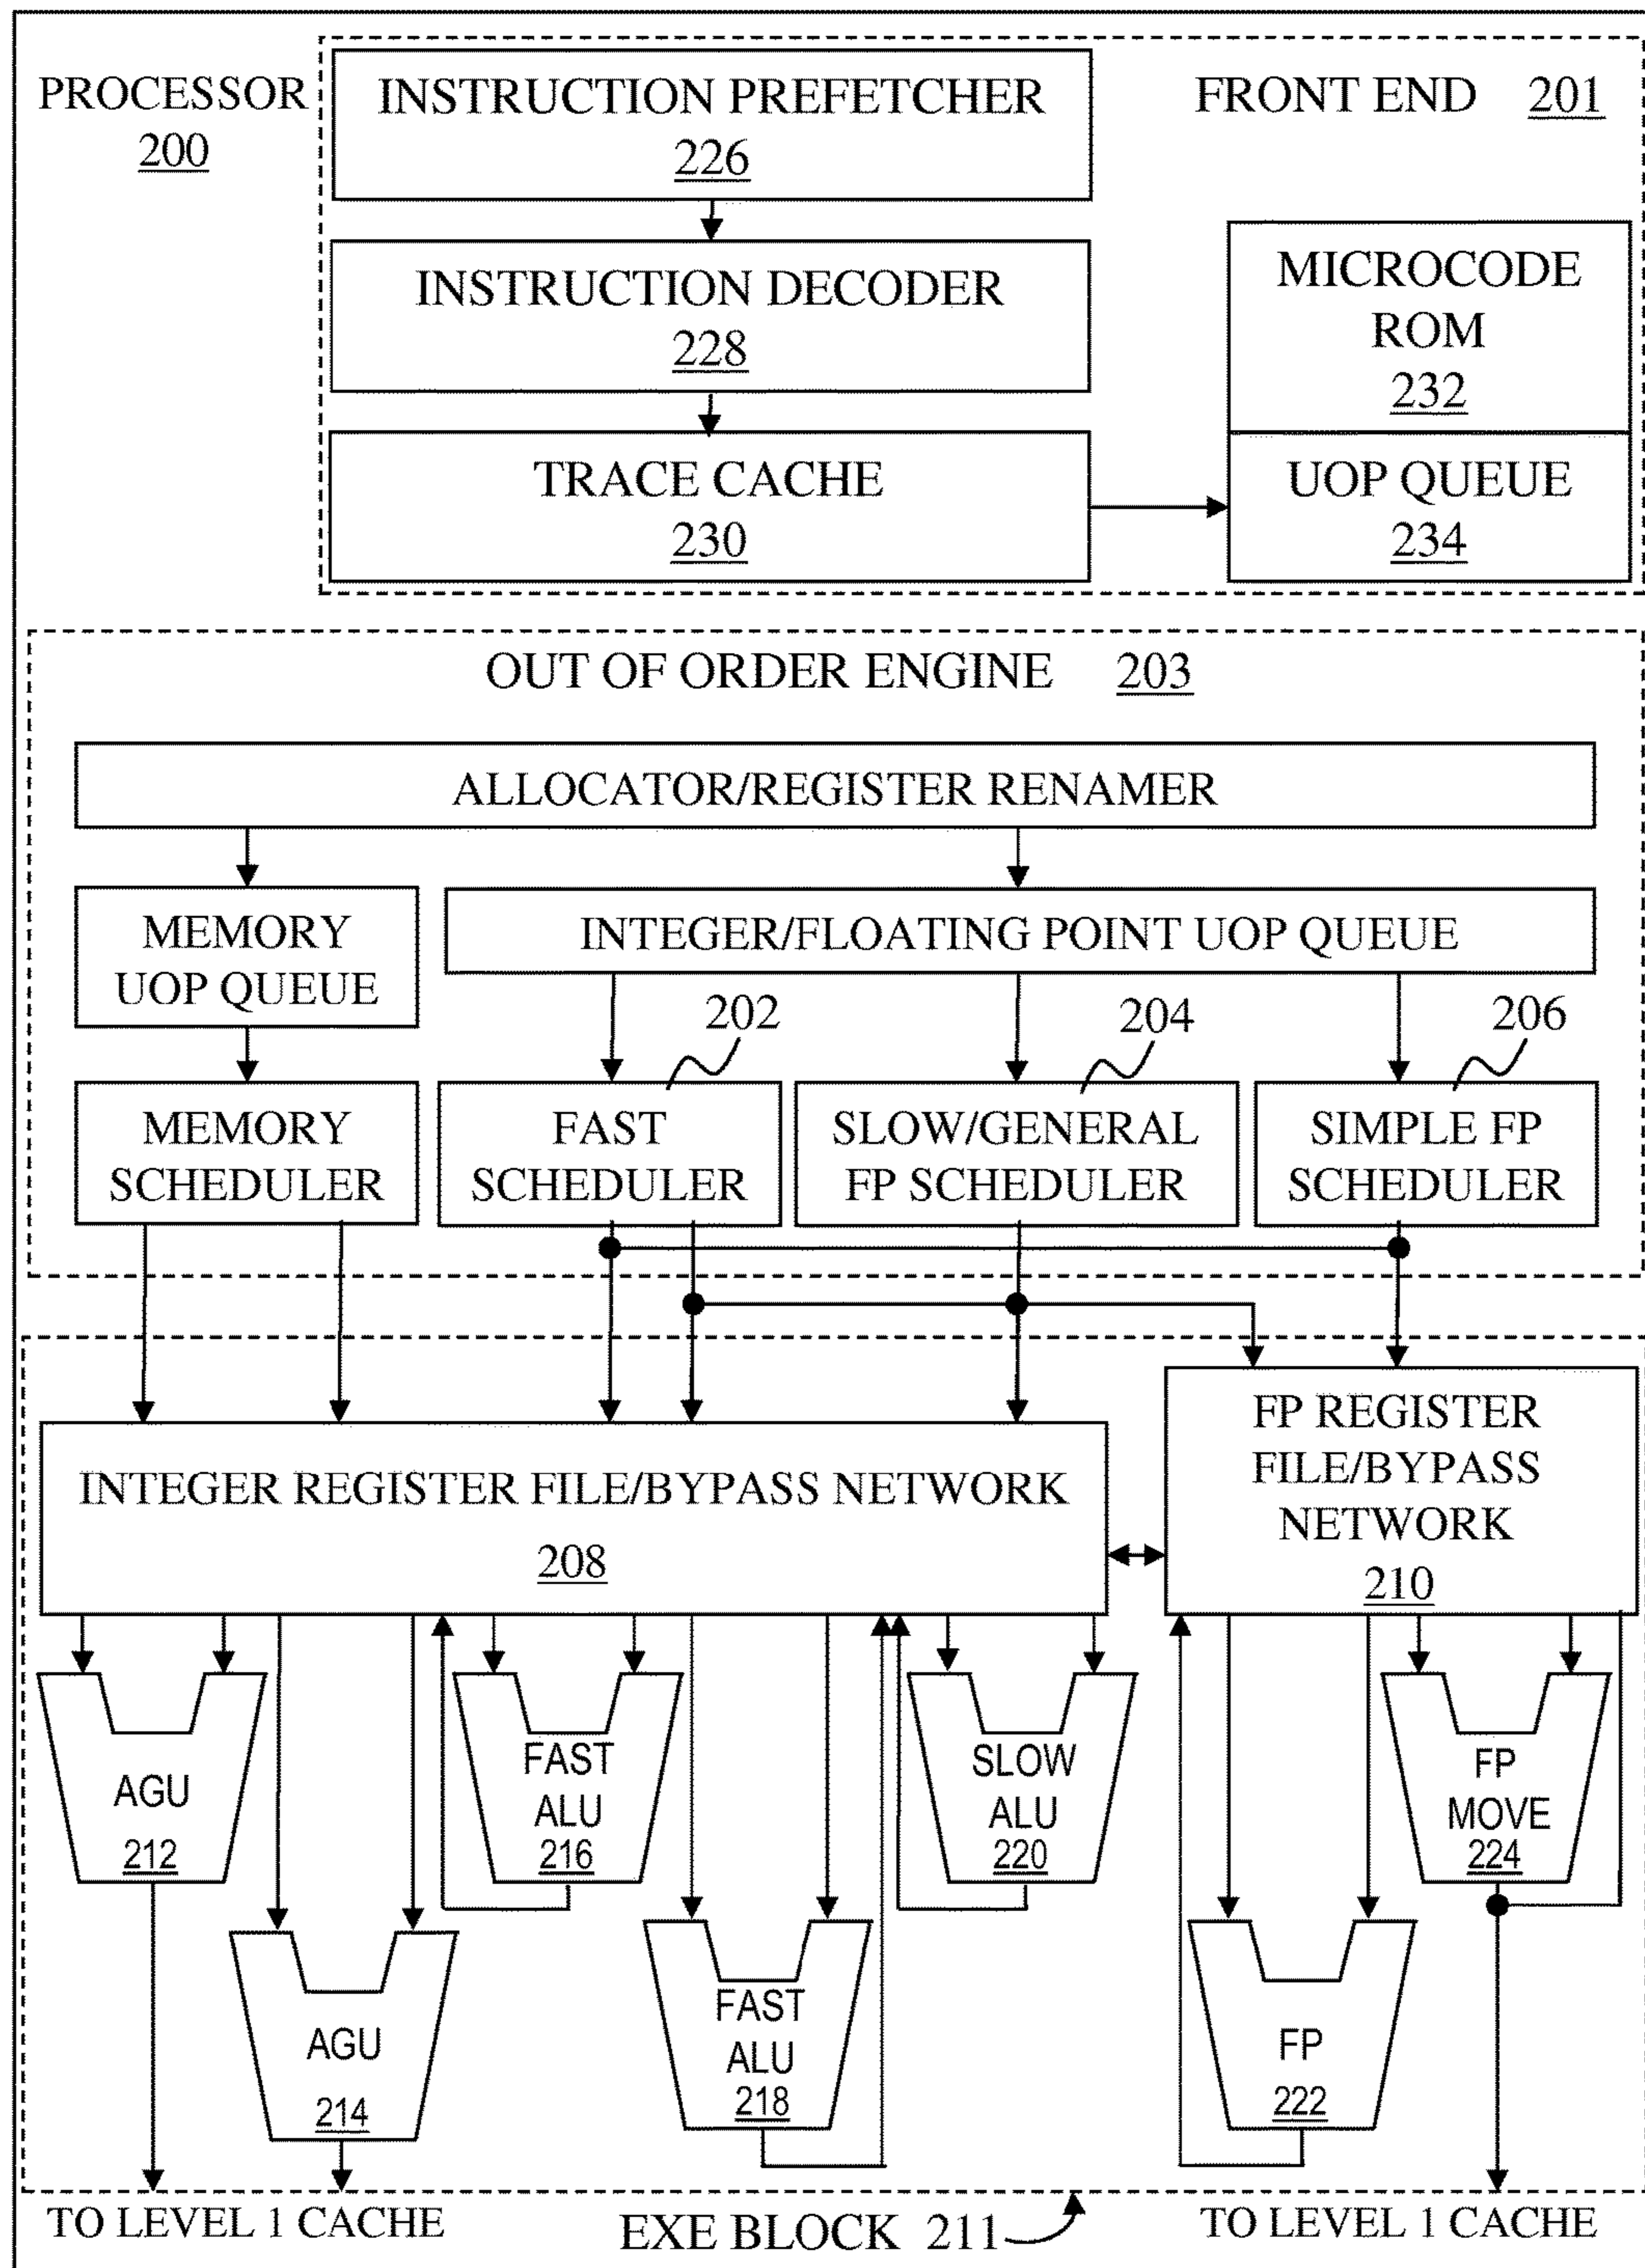 PROCESSOR
200
INSTRUCTION PREFETCHER
226
FRONT END 201
INSTRUCTION DECODER
228
MICROCODE
ROM
232
TRACE CACHE
230
UOP QUEUE
234
OUT OF ORDER ENGINE 203
ALLOCATOR/REGISTER RENAMER
MEMORY
UOP QUEUE
INTEGER/FLOATING POINT UOP QUEUE
202
204
206
MEMORY
SCHEDULER
FAST
SCHEDULER
SLOW/GENERAL
FP SCHEDULER
SIMPLE FP
SCHEDULER
INTEGER REGISTER FILE/BYPASS NETWORK
208
FP REGISTER
FILE/BYPASS
NETWORK
210
AGU
212
FAST
ALU
216
SLOW
ALU
220
FP
MOVE
224
AGU
214
FAST
ALU
218
FP
222
TO LEVEL 1 CACHE
EXE BLOCK 211
TO LEVEL 1 CACHE